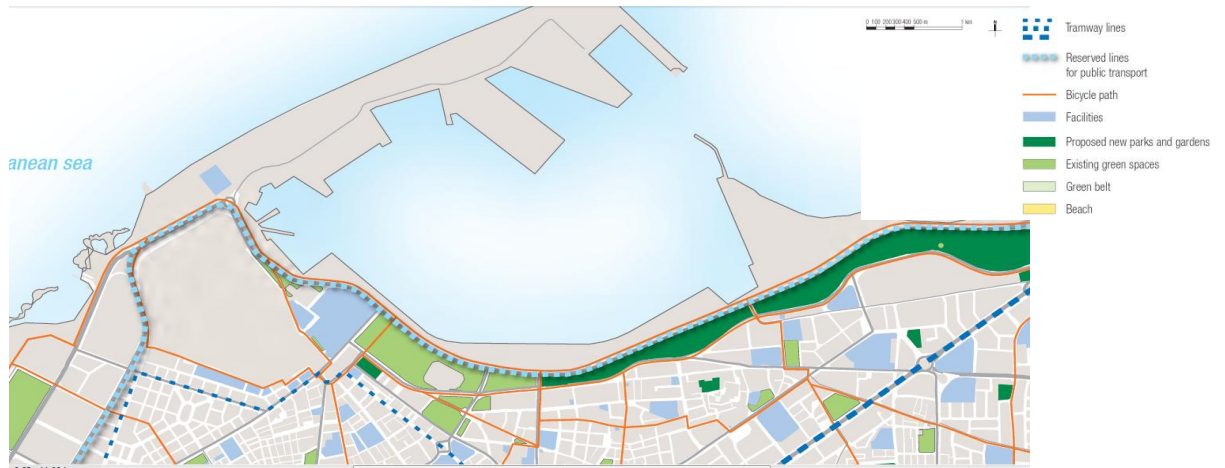 0 100 200 300 400 500 m 1 km
N
Tramway lines
Reserved lines
for public transport
Bicycle path
Facilities
Proposed new parks and gardens
Existing green spaces
Green belt
Beach
anean sea